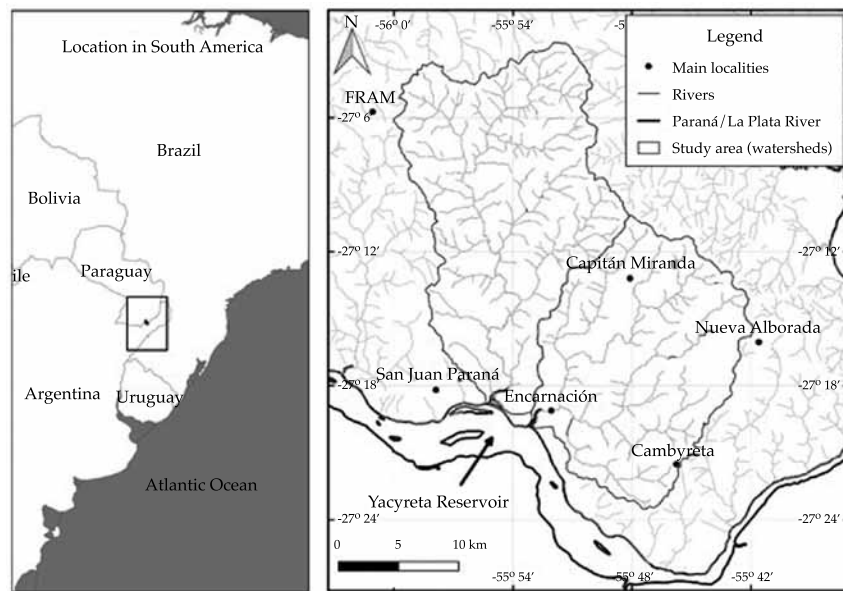 Location in South America
Brazil
Bolivia
ile
Paraguay
Argentina
Uruguay
Atlantic Ocean
N
-56º 0'
-55º 54'
Legend
Main localities
Rivers
Paraná/La Plata River
Study area (watersheds)
FRAM
-27º 6'
-27º 12'
-27º 12'
Capitán Miranda
Nueva Alborada
San Juan Paraná
-27º 18'
-27º 18'
Encarnación
Cambyreta
Yacyreta Reservoir
-27º 24'
-27º 24'
0
5
10 km
-55º 54'
-55º 48'
-55º 42'